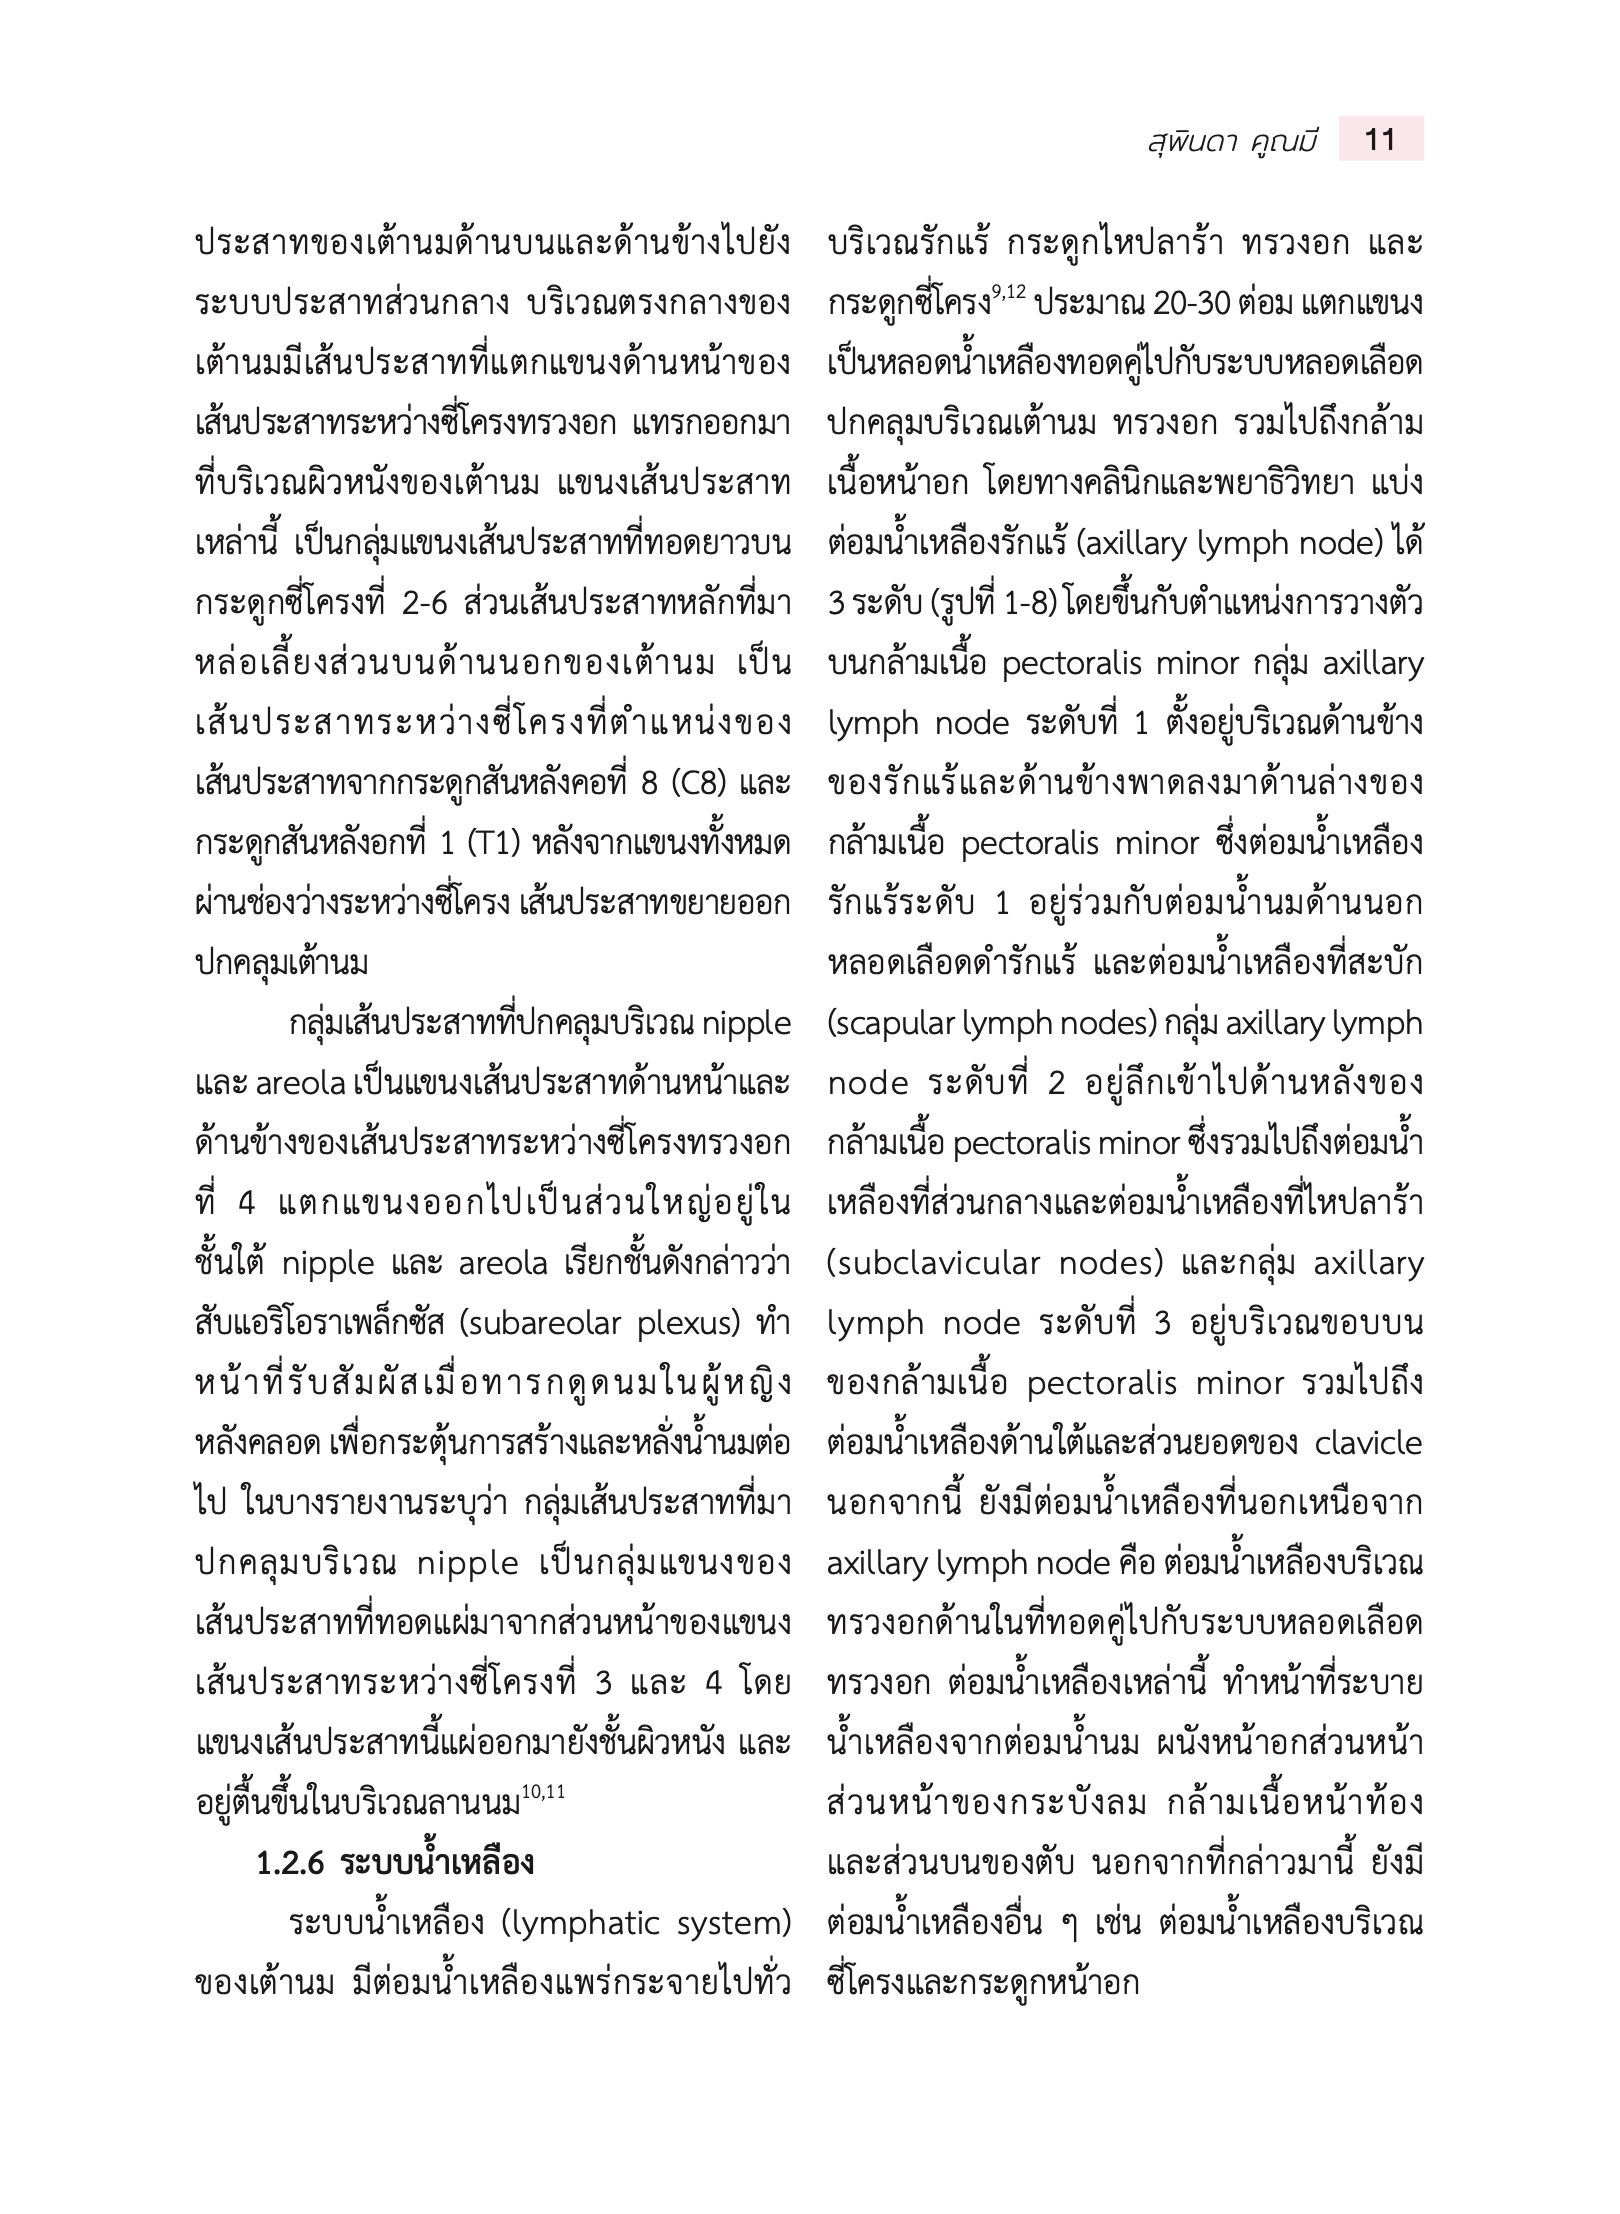 สุพินดา คูณมี 11
ประสาทของเต้านมด้านบนและด้านข้างไปยัง
ระบบประสาทส่วนกลาง บริเวณตรงกลางของ
เต้านมมีเส้นประสาทที่แตกแขนงด้านหน้าของ
เส้นประสาทระหว่างซี่โครงทรวงอก แทรกออกมา
ที่บริเวณผิวหนังของเต้านม แขนงเส้นประสาท
เหล่านี้ เป็นกลุ่มแขนงเส้นประสาทที่ทอดยาวบน
กระดูกซี่โครงที่ 2-6 ส่วนเส้นประสาทหลักที่มา
หล่อเลี้ยงส่วนบนด้านนอกของเต้านม เป็น
เส้นประสาทระหว่างซี่โครงที่ตำแหน่งของ
เส้นประสาทจากกระดูกสันหลังคอที่ 8 (C8) และ
กระดูกสันหลังอกที่ 1 (T1) หลังจากแขนงทั้งหมด
ผ่านช่องว่างระหว่างซี่โครง เส้นประสาทขยายออก
ปกคลุมเต้านม
กลุ่มเส้นประสาทที่ปกคลุมบริเวณ nipple
และ areola เป็นแขนงเส้นประสาทด้านหน้าและ
ด้านข้างของเส้นประสาทระหว่างซี่โครงทรวงอก
ที่ 4 แตกแขนงออกไปเป็นส่วนใหญ่อยู่ใน
ชั้นใต้ nipple และ areola เรียกชั้นดังกล่าวว่า
สับแอริโอราเพล็กซัส (subareolar plexus) ทำ
หน้าที่รับสัมผัสเมื่อทารกดูดนมในผู้หญิง
หลังคลอด เพื่อกระตุ้นการสร้างและหลั่งน้ำนมต่อ
ไป ในบางรายงานระบุว่า กลุ่มเส้นประสาทที่มา
ปกคลุมบริเวณ nipple เป็นกลุ่มแขนงของ
เส้นประสาทที่ทอดแผ่มาจากส่วนหน้าของแขนง
เส้นประสาทระหว่างซี่โครงที่ 3 และ 4 โดย
แขนงเส้นประสาทนี้แผ่ออกมายังชั้นผิวหนัง และ
อยู่ตื้นขึ้นในบริเวณลานนม10,11
1.2.6 ระบบน้ำเหลือง
ระบบน้ำเหลือง (lymphatic system)
ของเต้านม มีต่อมน้ำเหลืองแพร่กระจายไปทั่ว
บริเวณรักแร้ กระดูกไหปลาร้า ทรวงอก และ
กระดูกซี่โครง9,12 ประมาณ 20-30 ต่อม แตกแขนง
เป็นหลอดน้ำเหลืองทอดคู่ไปกับระบบหลอดเลือด
ปกคลุมบริเวณเต้านม ทรวงอก รวมไปถึงกล้าม
เนื้อหน้าอก โดยทางคลินิกและพยาธิวิทยา แบ่ง
ต่อมน้ำเหลืองรักแร้ (axillary lymph node) ได้
3 ระดับ (รูปที่ 1-8) โดยขึ้นกับตำแหน่งการวางตัว
บนกล้ามเนื้อ pectoralis minor กลุ่ม axillary
lymph node ระดับที่ 1 ตั้งอยู่บริเวณด้านข้าง
ของรักแร้และด้านข้างพาดลงมาด้านล่างของ
กล้ามเนื้อ pectoralis minor ซึ่งต่อมน้ำเหลือง
รักแร้ระดับ 1 อยู่ร่วมกับต่อมน้ำนมด้านนอก
หลอดเลือดดำรักแร้ และต่อมน้ำเหลืองที่สะบัก
(scapular lymph nodes) กลุ่ม axillary lymph
node ระดับที่ 2 อยู่ลึกเข้าไปด้านหลังของ
กล้ามเนื้อ pectoralis minor ซึ่งรวมไปถึงต่อมน้ำ
เหลืองที่ส่วนกลางและต่อมน้ำเหลืองที่ไหปลาร้า
(subclavicular nodes) และกลุ่ม axillary
lymph node ระดับที่ 3 อยู่บริเวณขอบบน
ของกล้ามเนื้อ pectoralis minor รวมไปถึง
ต่อมน้ำเหลืองด้านใต้และส่วนยอดของ clavicle
นอกจากนี้ ยังมีต่อมน้ำเหลืองที่นอกเหนือจาก
axillary lymph node คือ ต่อมน้ำเหลืองบริเวณ
ทรวงอกด้านในที่ทอดคู่ไปกับระบบหลอดเลือด
ทรวงอก ต่อมน้ำเหลืองเหล่านี้ ทำหน้าที่ระบาย
น้ำเหลืองจากต่อมน้ำนม ผนังหน้าอกส่วนหน้า
ส่วนหน้าของกระบังลม กล้ามเนื้อหน้าท้อง
และส่วนบนของตับ นอกจากที่กล่าวมานี้ ยังมี
ต่อมน้ำเหลืองอื่น ๆ เช่น ต่อมน้ำเหลืองบริเวณ
ซี่โครงและกระดูกหน้าอก